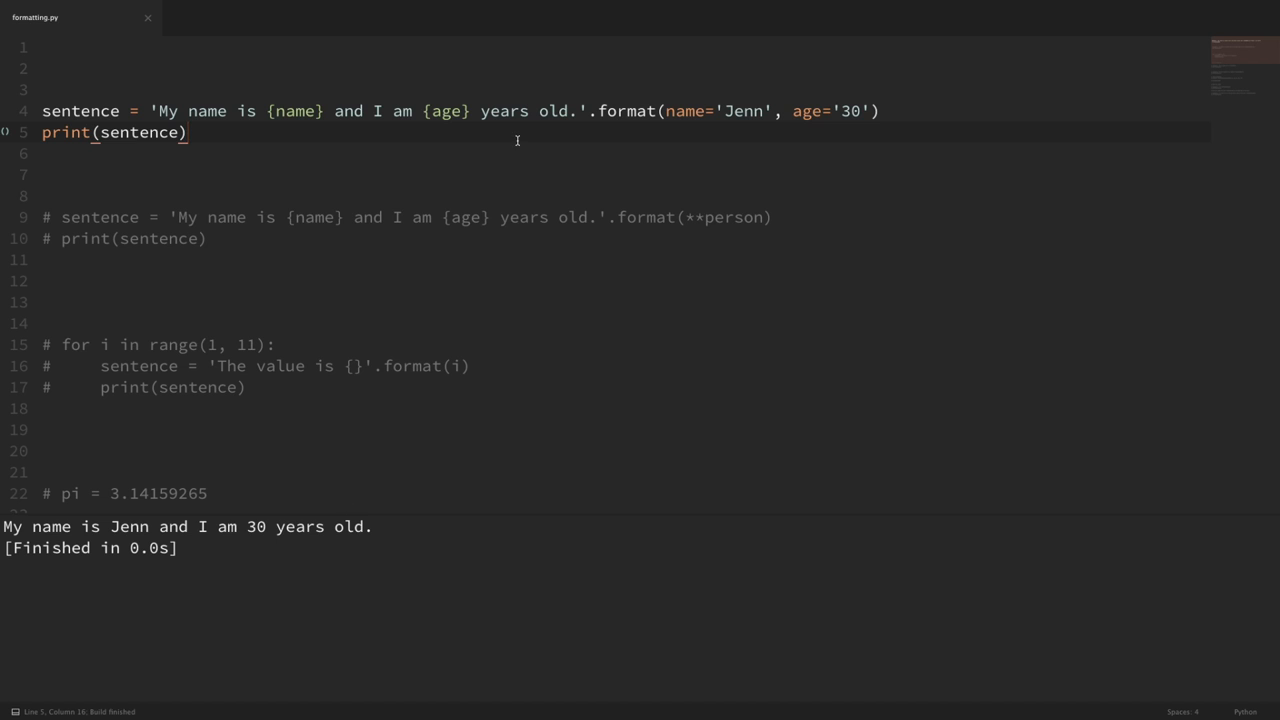 formatting.py
1
2
3
4 sentence = 'My name is {name} and I am {age} years old.'.format(name='Jenn', age='30')
() 5 print(sentence)
6
7
8
9 # sentence = 'My name is {name} and I am {age} years old.'.format(**person)
10 # print(sentence)
11
12
13
14
15 # for i in range(1, 11):
16 #     sentence = 'The value is {}'.format(i)
17 #     print(sentence)
18
19
20
21
22 # pi = 3.14159265
My name is Jenn and I am 30 years old.
[Finished in 0.0s]
Line 5, Column 16; Build finished
Spaces: 4
Python